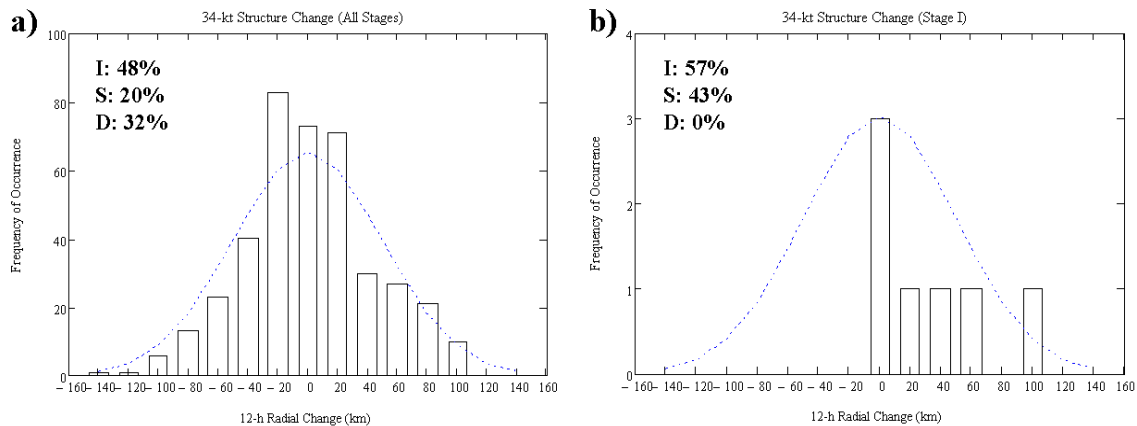 a)
34-kt Structure Change (All Stages)
I: 48%
S: 20%
D: 32%
Frequency of Occurrence
100
80
60
40
20
0
– 160 – 140 – 120 – 100 – 80 – 60 – 40 – 20 0 20 40 60 80 100 120 140 160
12-h Radial Change (km)
b)
34-kt Structure Change (Stage I)
I: 57%
S: 43%
D: 0%
Frequency of Occurrence
4
3
2
1
0
– 160 – 140 – 120 – 100 – 80 – 60 – 40 – 20 0 20 40 60 80 100 120 140 160
12-h Radial Change (km)